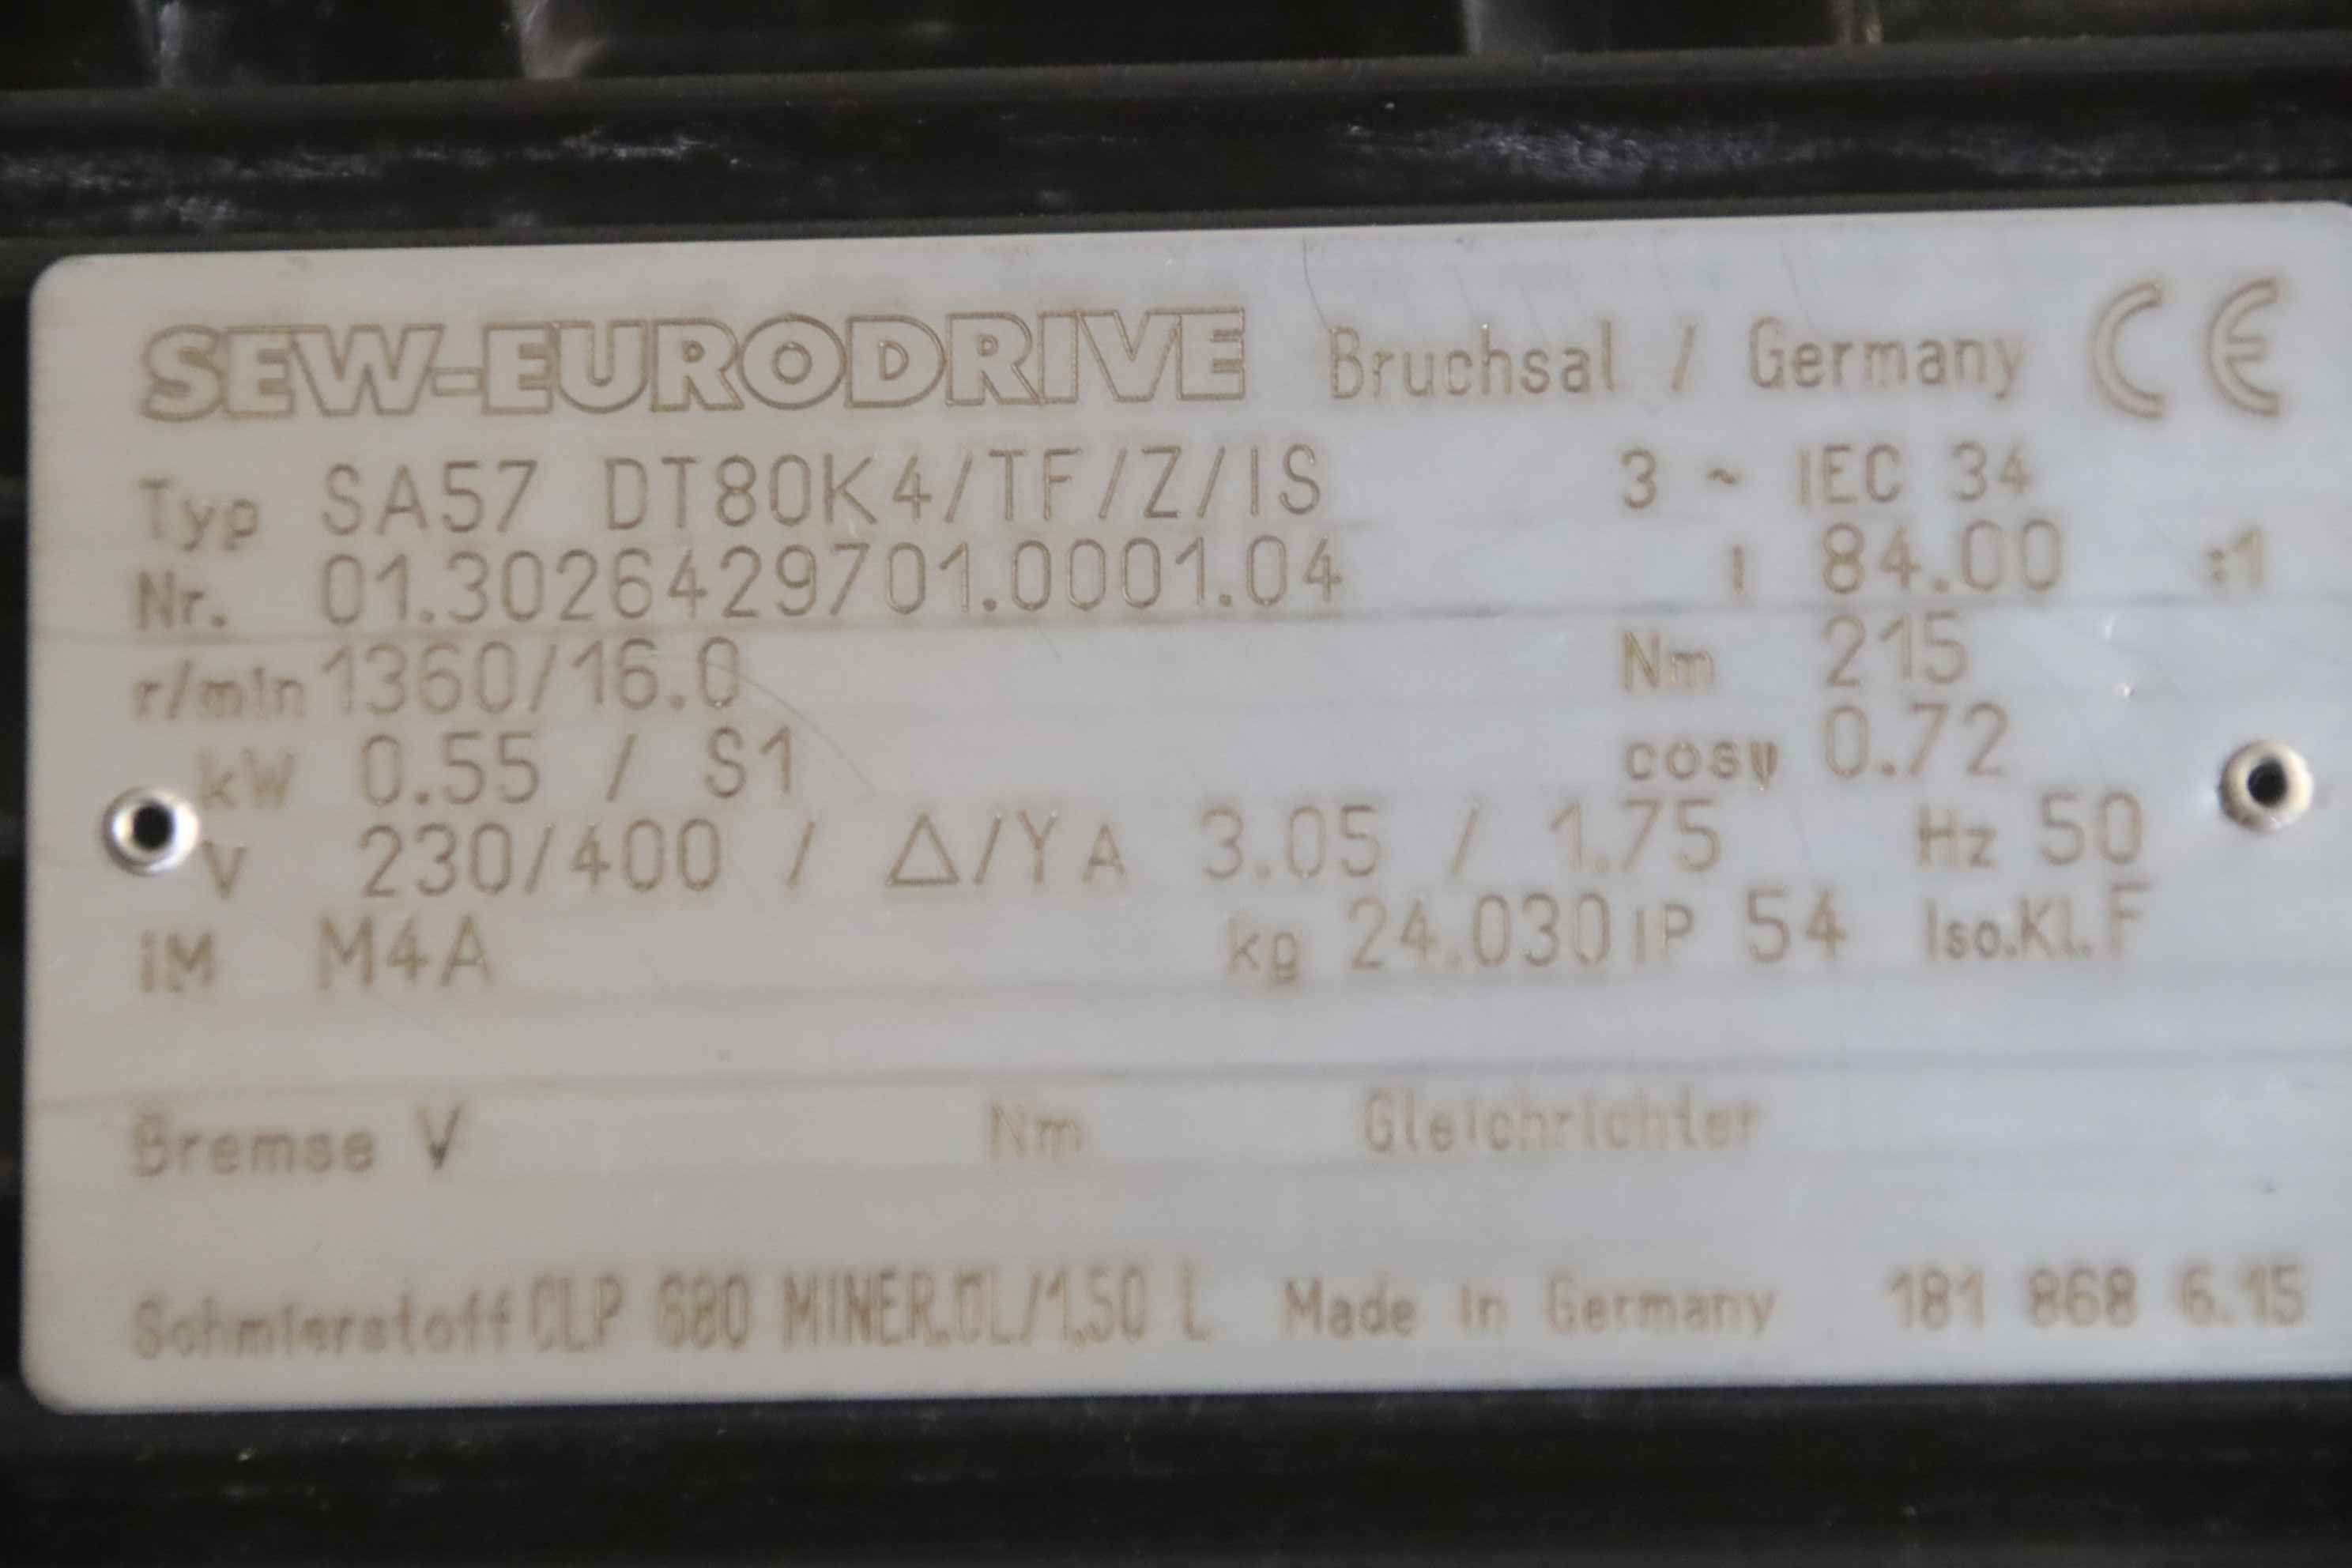 SEW-EURODRIVE Bruchsal / Germany CE
Typ SA57 DT80K4/TF/Z/IS 3 ~ IEC 34
Nr. 01.3026429701.0001.04 i 84.00 :1
r/min 1360/16.0 Nm 215
kW 0.55 / S1 cosφ 0.72
V 230/400 / Δ/Y A 3.05 / 1.75 Hz 50
IM M4A kg 24.030 IP 54 Iso.Kl. F
Bremse V Nm Gleichrichter
Schmierstoff CLP 680 MINER.ÖL/1,50 L Made in Germany 181 868 6.15